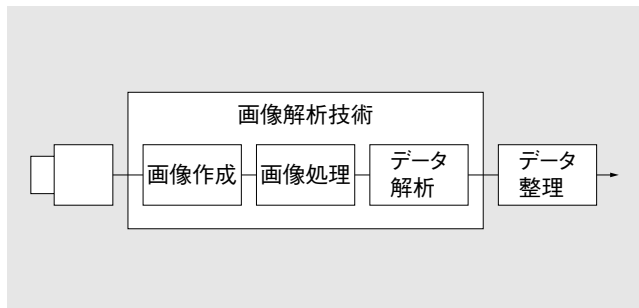 画像解析技術
画像作成
画像処理
データ
解析
データ
整理